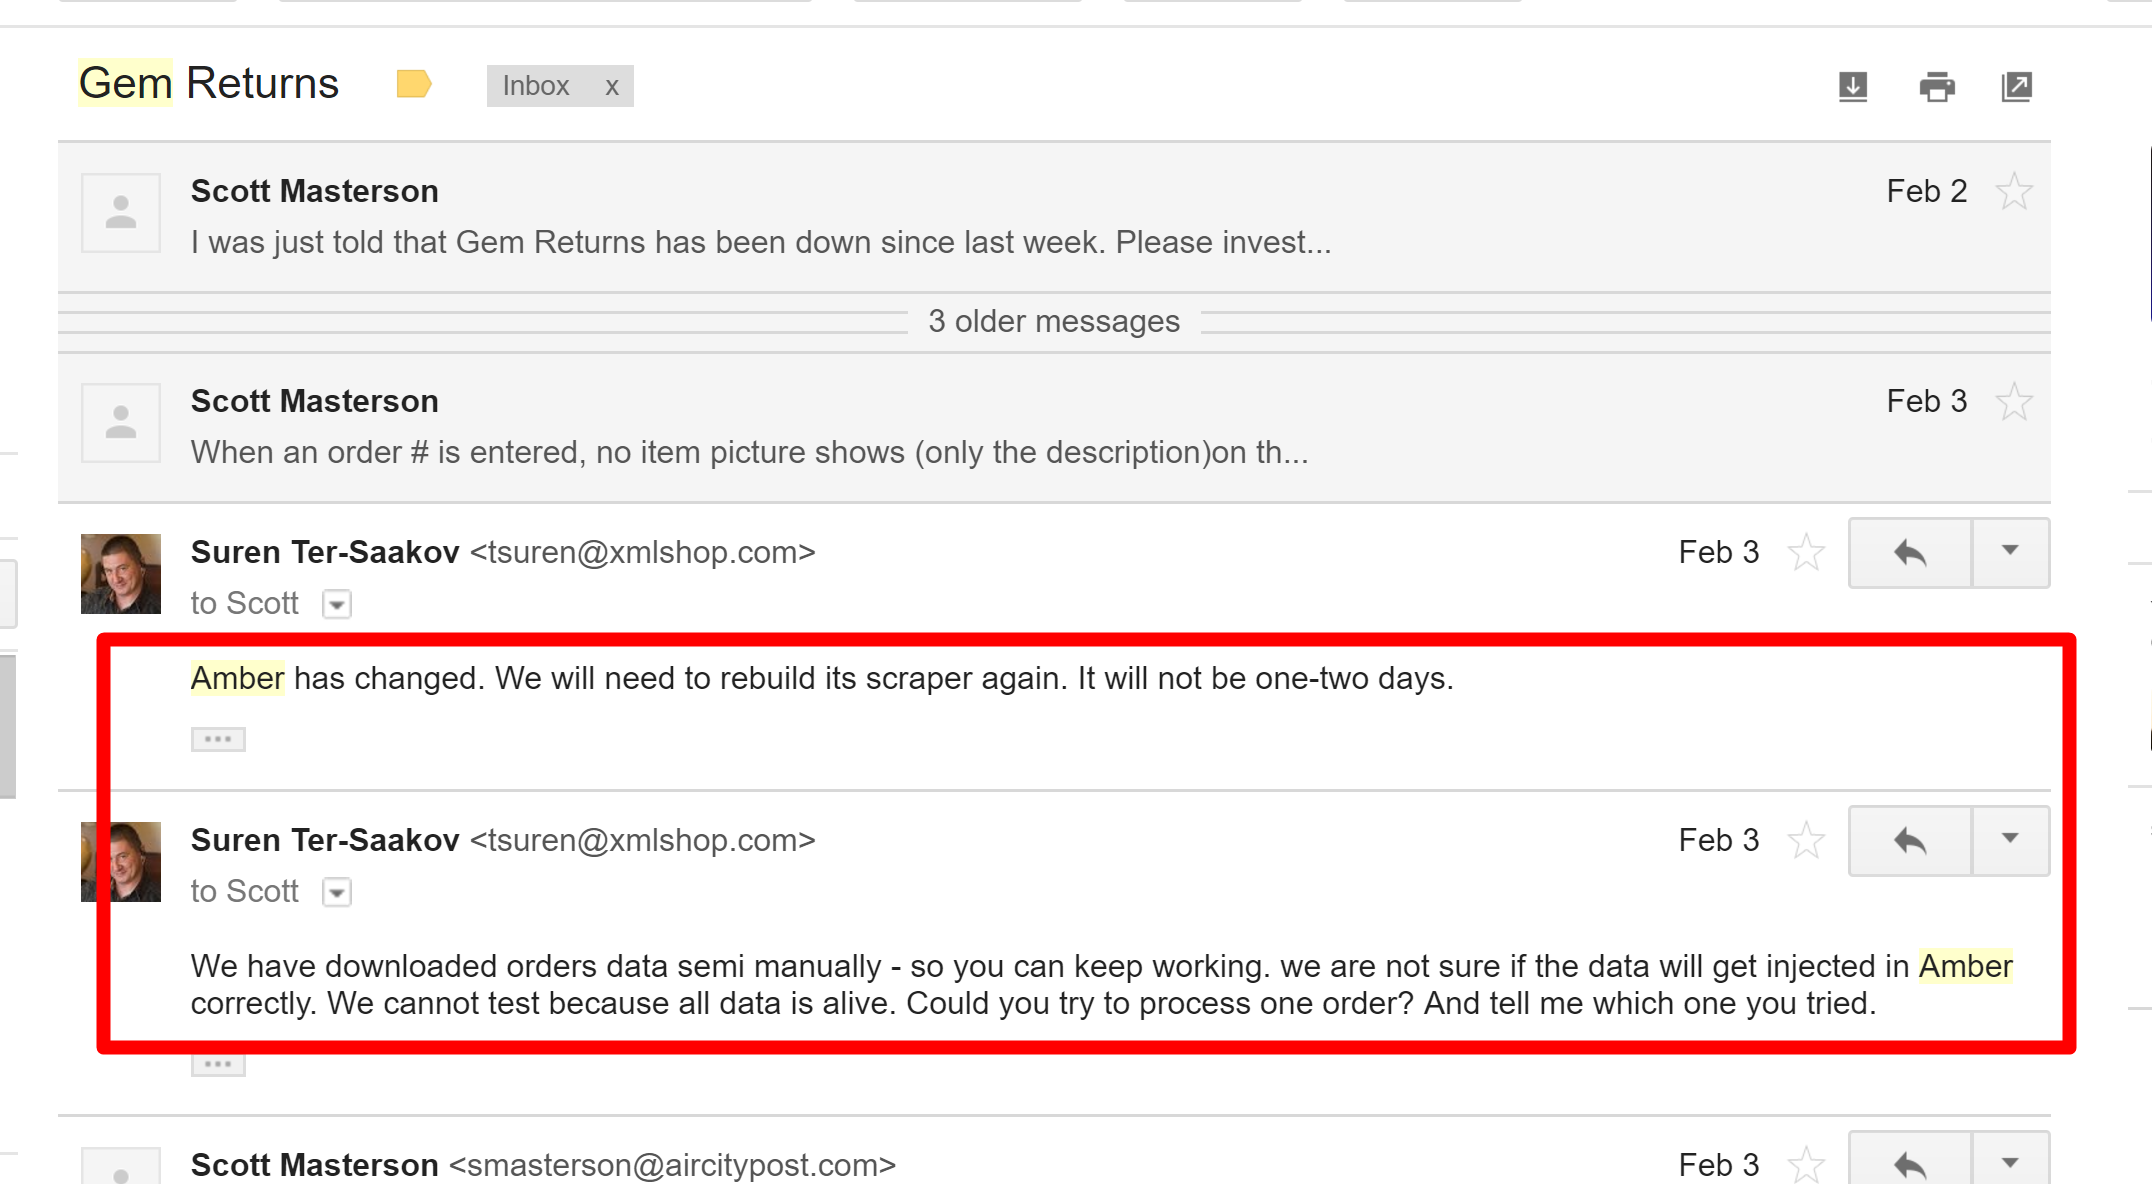 Gem Returns
Inbox x
Scott Masterson
Feb 2
I was just told that Gem Returns has been down since last week. Please invest...
3 older messages
Scott Masterson
Feb 3
When an order # is entered, no item picture shows (only the description)on th...
Suren Ter-Saakov <tsuren@xmlshop.com>
Feb 3
to Scott
Amber has changed. We will need to rebuild its scraper again. It will not be one-two days.
Suren Ter-Saakov <tsuren@xmlshop.com>
Feb 3
to Scott
We have downloaded orders data semi manually - so you can keep working. we are not sure if the data will get injected in Amber
correctly. We cannot test because all data is alive. Could you try to process one order? And tell me which one you tried.
Scott Masterson <smasterson@aircitypost.com>
Feb 3